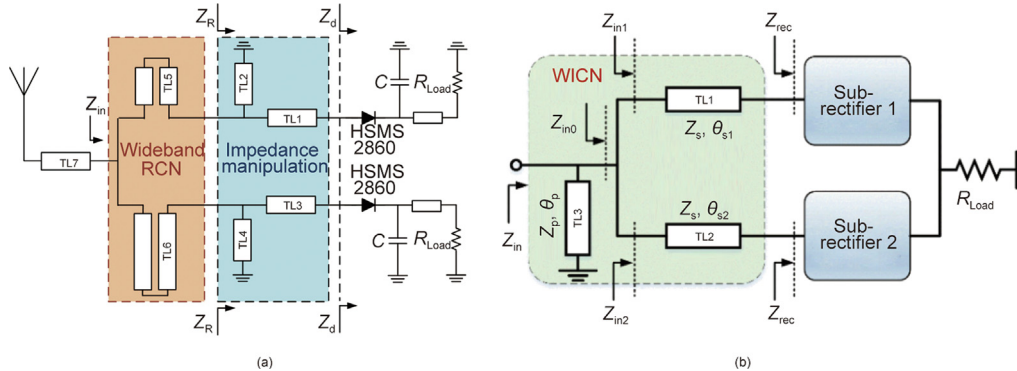 Z_R
Z_d
C
R_Load
TL5
TL2
TL1
Z_in
HSMS
2860
TL7
Wideband
RCN
Impedance
manipulation
HSMS
2860
TL3
TL6
TL4
C
R_Load
Z_R
Z_d
(a)
Z_in1
Z_rec
WICN
TL1
Sub-
rectifier 1
Z_in0
Z_s, θ_s1
Z_p, θ_p
TL3
Z_s, θ_s2
R_Load
Z_in
TL2
Sub-
rectifier 2
Z_in2
Z_rec
(b)